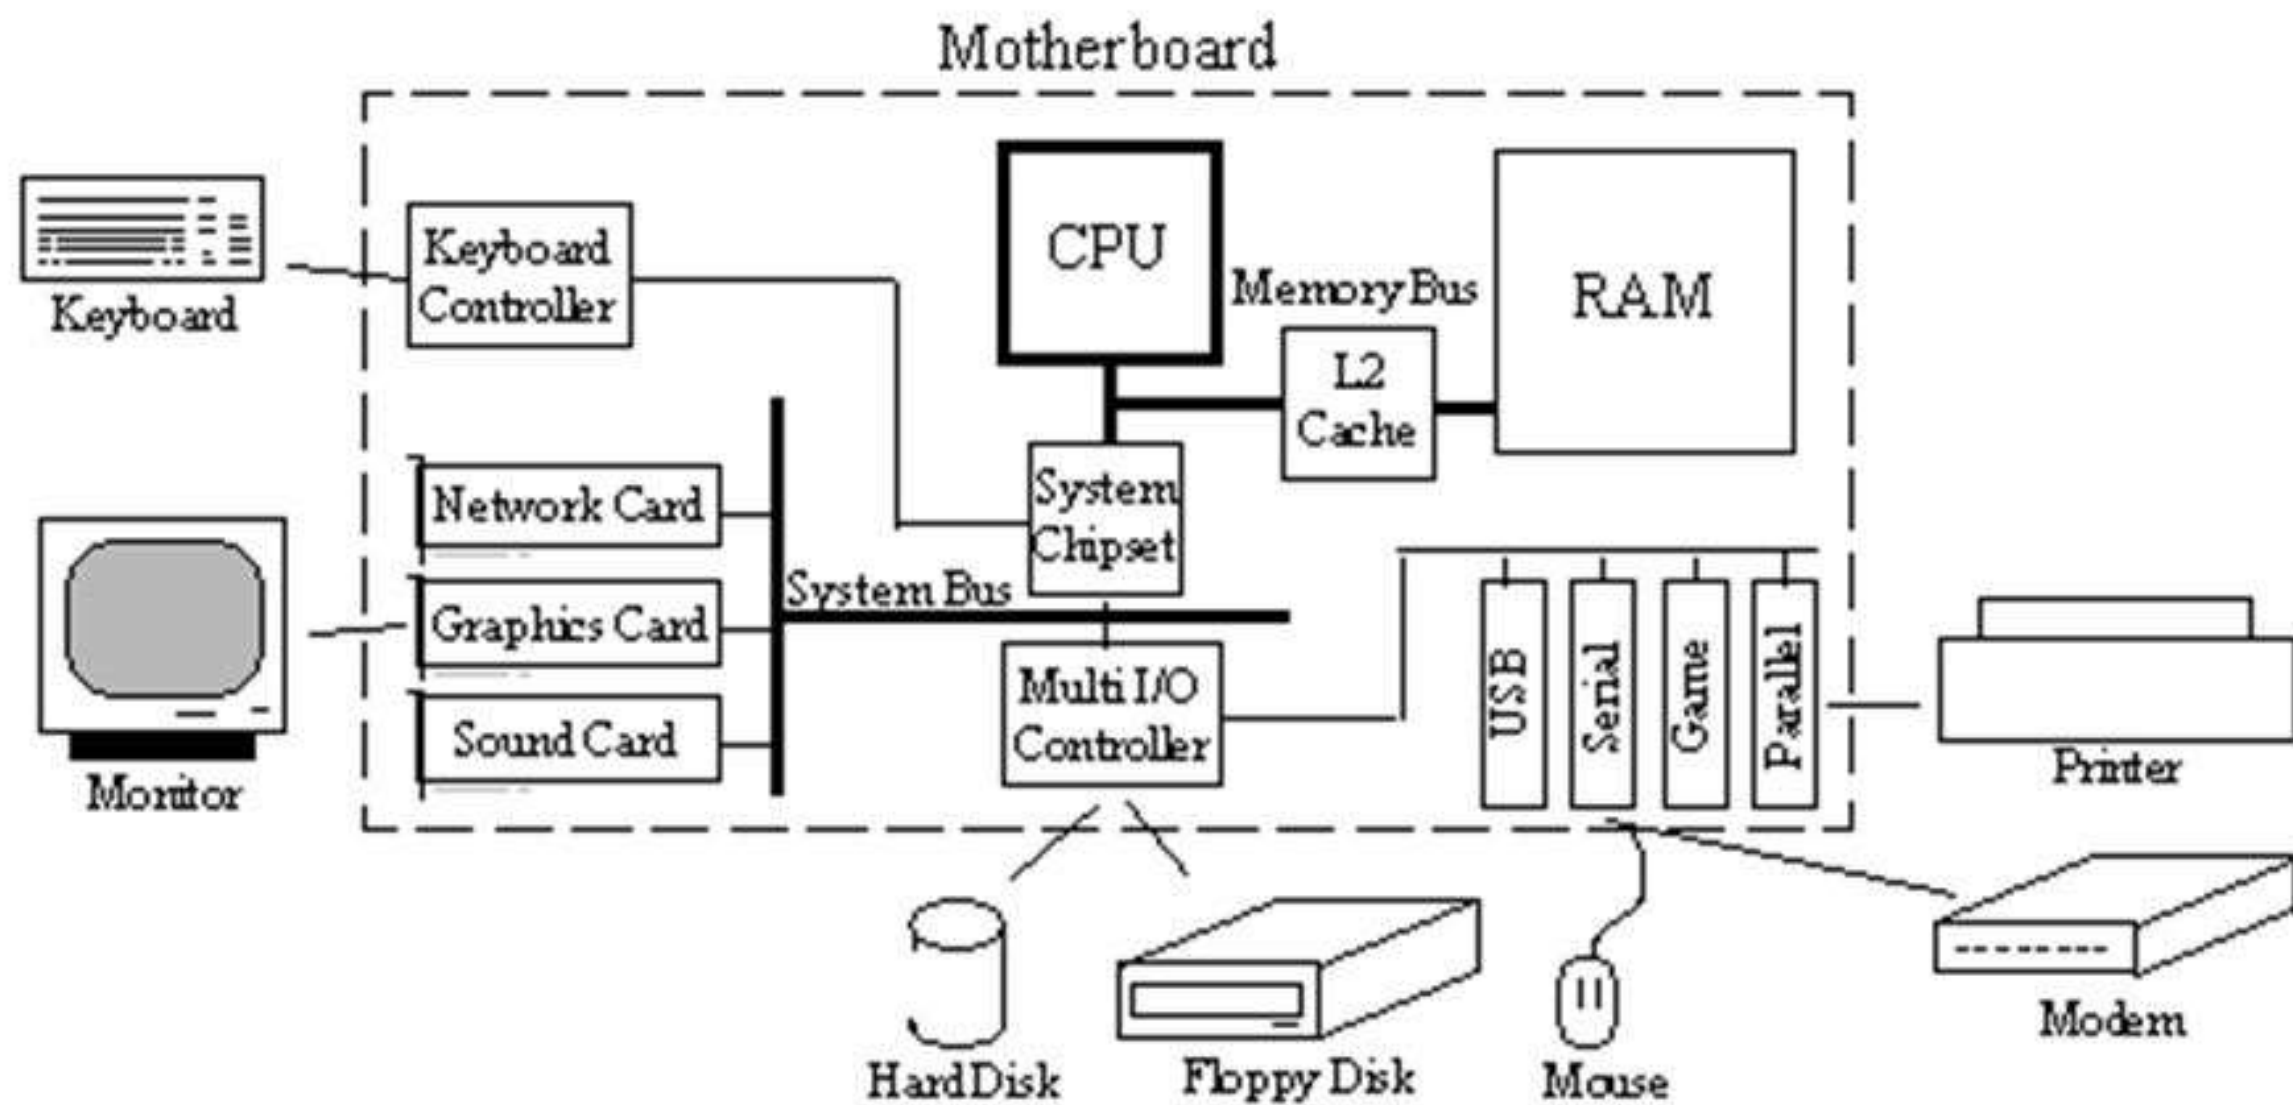 Motherboard
Keyboard
Keyboard
Controller
CPU
Memory Bus
RAM
L2
Cache
System
Chipset
Network Card
Graphics Card
Sound Card
System Bus
Multi I/O
Controller
USB
Serial
Game
Parallel
Monitor
Printer
Hard Disk
Floppy Disk
Mouse
Modem